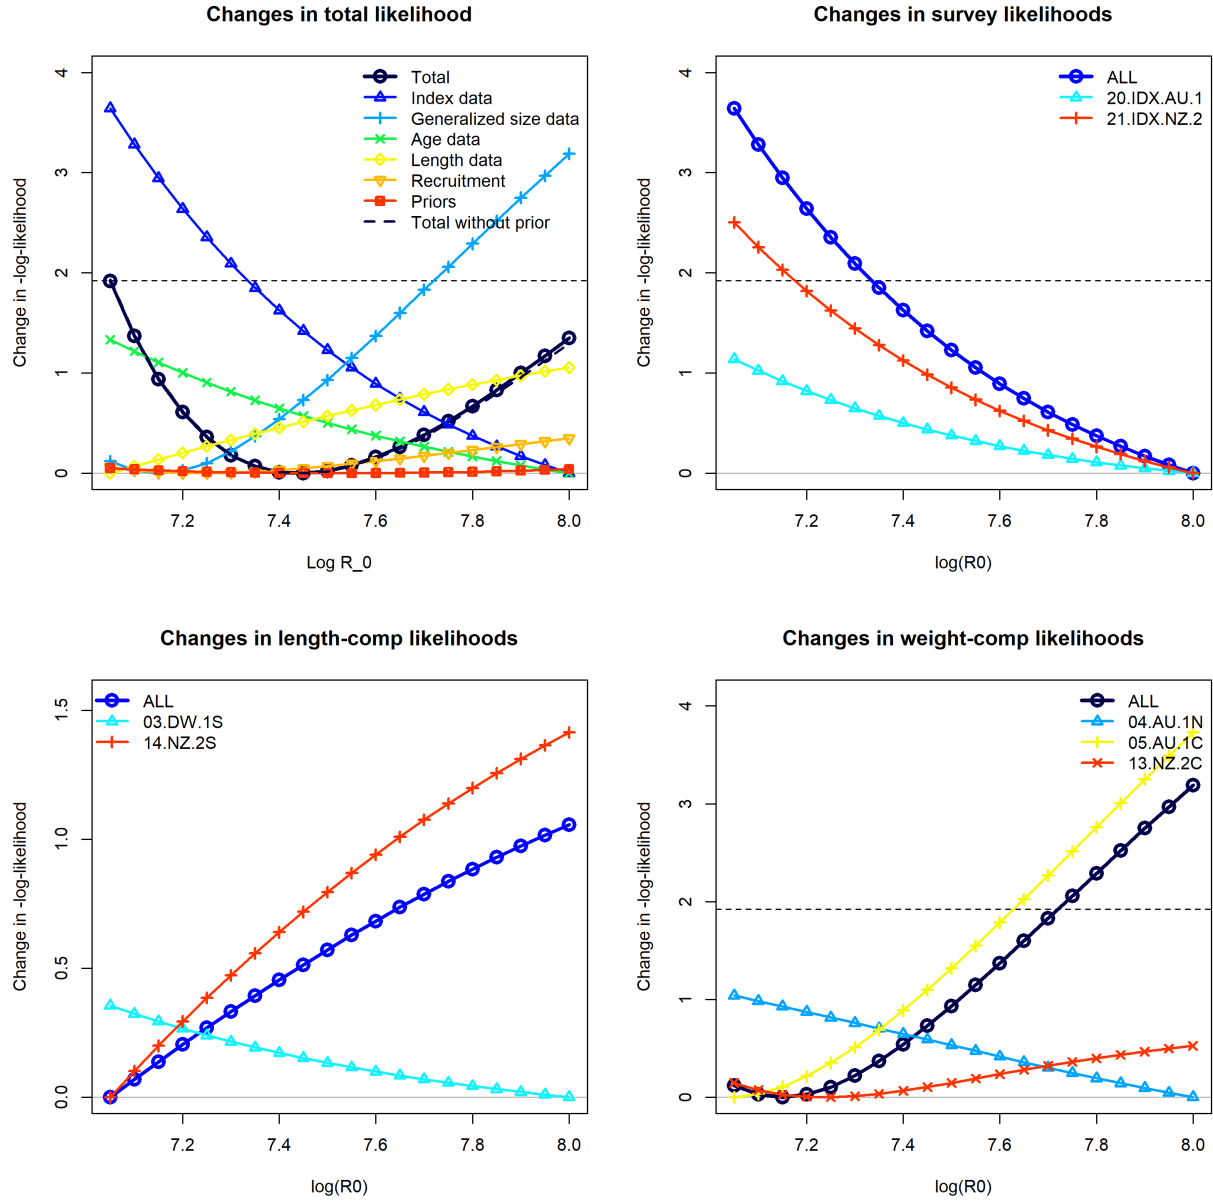 Changes in total likelihood
Change in -log-likelihood
4
3
2
1
0
Total
Index data
Generalized size data
Age data
Length data
Recruitment
Priors
Total without prior
7.2 7.4 7.6 7.8 8.0
Log R_0
Changes in survey likelihoods
Change in -log-likelihood
4
3
2
1
0
ALL
20.IDX.AU.1
21.IDX.NZ.2
7.2 7.4 7.6 7.8 8.0
log(R0)
Changes in length-comp likelihoods
Change in -log-likelihood
1.5
1.0
0.5
0.0
ALL
03.DW.1S
14.NZ.2S
7.2 7.4 7.6 7.8 8.0
log(R0)
Changes in weight-comp likelihoods
Change in -log-likelihood
4
3
2
1
0
ALL
04.AU.1N
05.AU.1C
13.NZ.2C
7.2 7.4 7.6 7.8 8.0
log(R0)